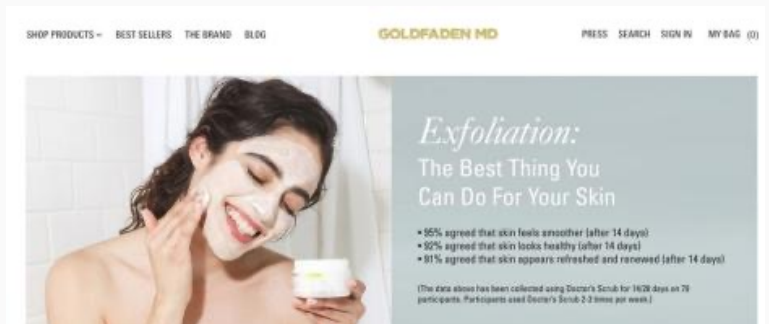 SHOP PRODUCTS BEST SELLERS THE BRAND BLOG GOLDFADEN MD PRESS SEARCH SIGN IN MY BAG (0)
Exfoliation:
The Best Thing You
Can Do For Your Skin
• 95% agreed that skin feels smoother (after 14 days)
• 92% agreed that skin looks healthy (after 14 days)
• 91% agreed that skin appears refreshed and renewed (after 14 days)
(The data above has been collected using Doctor's Scrub for 14/28 days on
participants. Participants used Doctor's Scrub 2-3 times per week.)